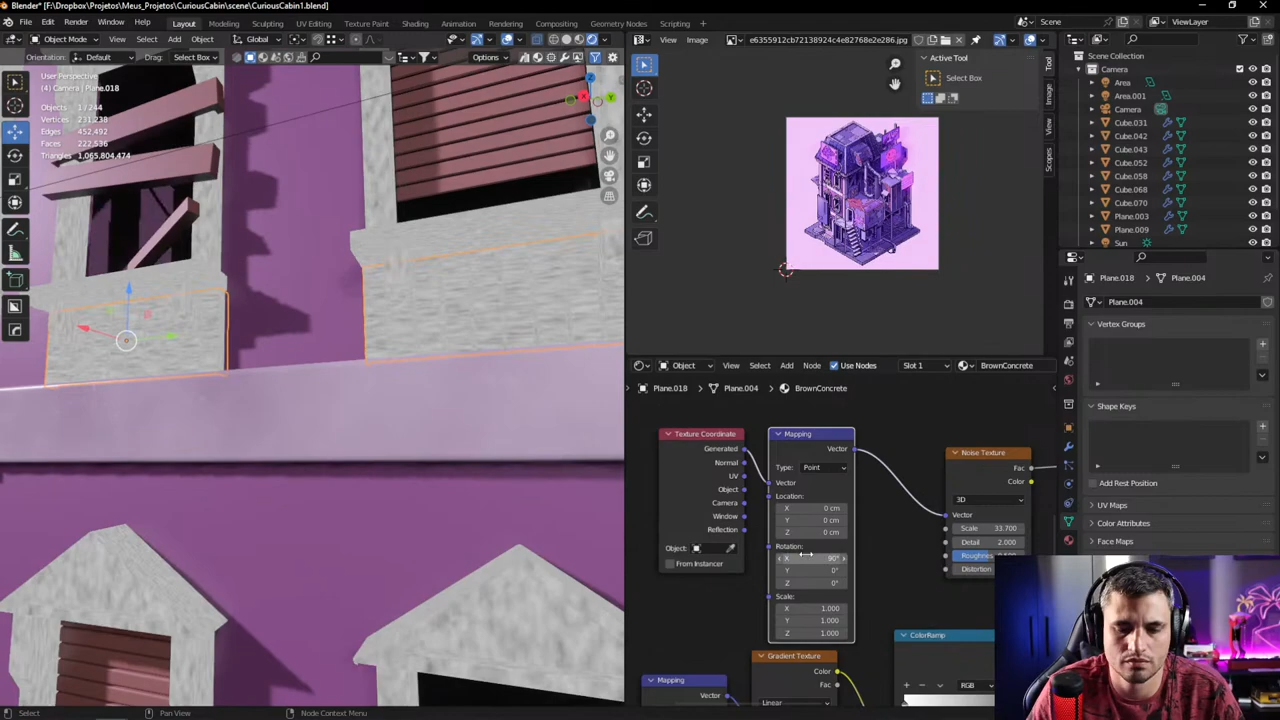 Blender* [F:\Dropbox\Projetos\Meus_Projetos\CuriousCabin\scene\CuriousCabin1.blend]
File Edit Render Window Help Layout Modeling Sculpting UV Editing Texture Paint Shading Animation Rendering Compositing Geometry Nodes Scripting Scene ViewLayer
Object Mode View Select Add Object Global
View Image e6355912cb72138924c4e82768e2e286.jpg
Orientation: Default Drag: Select Box Options
User Perspective
(4) Camera | Plane.018
Objects 1/244
Vertices 231,238
Edges 452,492
Faces 222,536
Triangles 1,065,804,474
X
Y
Z
Active Tool
Select Box
Tool
Image
View
Scopes
Scene Collection
Camera
Area
Area.001
Camera
Cube.031
Cube.042
Cube.043
Cube.052
Cube.058
Cube.068
Cube.070
Plane.003
Plane.009
Sun
Plane.018 Plane.004
Plane.004
Vertex Groups
Shape Keys
Add Rest Position
UV Maps
Color Attributes
Face Maps
Object View Select Add Node Use Nodes Slot 1 BrownConcrete
Plane.018 Plane.004 BrownConcrete
Texture Coordinate
Generated
Normal
UV
Object
Camera
Window
Reflection
Object:
From Instancer
Mapping
Vector
Type: Point
Vector
Location:
X 0 cm
Y 0 cm
Z 0 cm
Rotation:
X 90°
Y 0°
Z 0°
Scale:
X 1.000
Y 1.000
Z 1.000
Noise Texture
Fac
Color
3D
Vector
Scale 33.700
Detail 2.000
Roughness
Distortion
ColorRamp
RGB
Gradient Texture
Color
Fac
Linear
Mapping
Vector
Select Pan View Node Context Menu